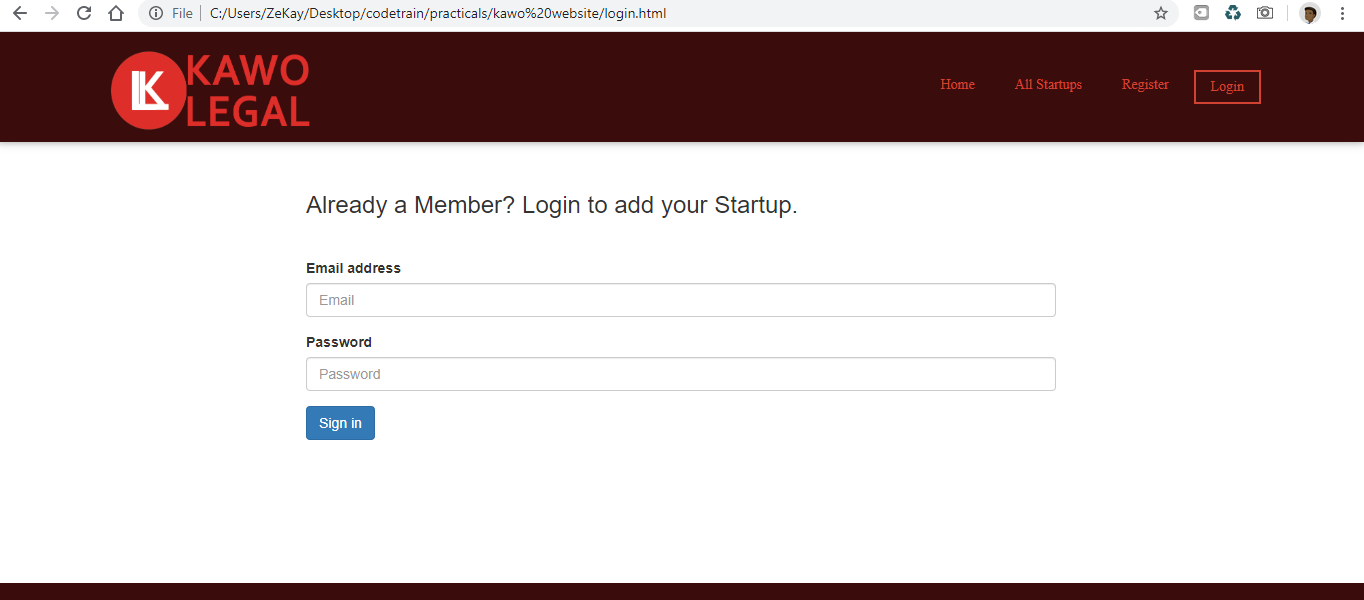 File C:/Users/ZeKay/Desktop/codetrain/practicals/kawo%20website/login.html
K KAWO
LEGAL
Home All Startups Register Login
Already a Member? Login to add your Startup.
Email address
Email
Password
Password
Sign in